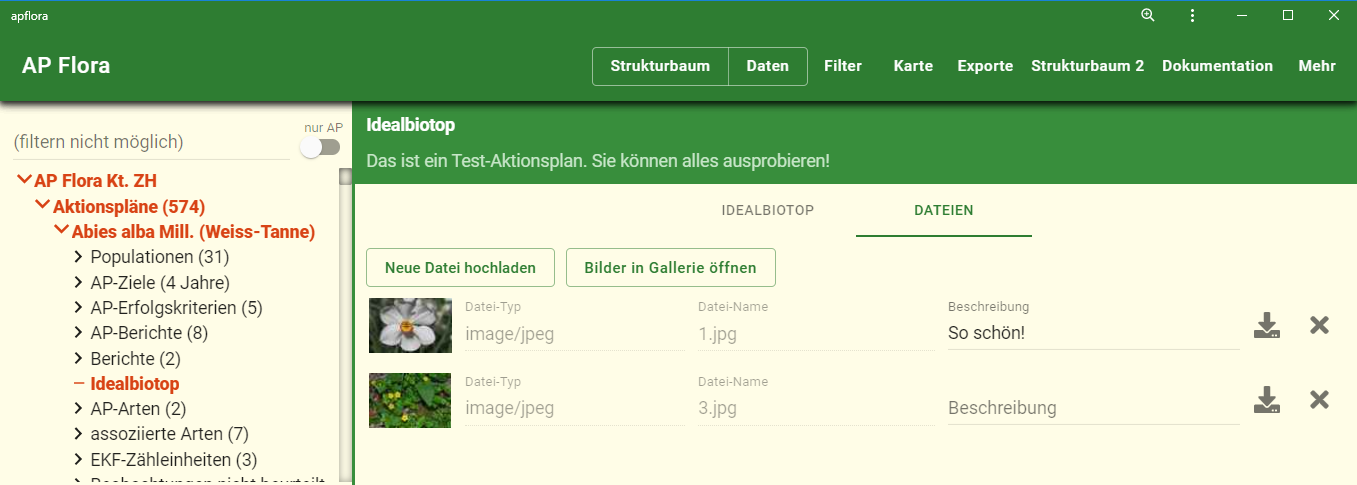 apflora
AP Flora
Strukturbaum Daten Filter Karte Exporte Strukturbaum 2 Dokumentation Mehr
(filtern nicht möglich)
nur AP
AP Flora Kt. ZH
Aktionspläne (574)
Abies alba Mill. (Weiss-Tanne)
Populationen (31)
AP-Ziele (4 Jahre)
AP-Erfolgskriterien (5)
AP-Berichte (8)
Berichte (2)
Idealbiotop
AP-Arten (2)
assoziierte Arten (7)
EKF-Zähleinheiten (3)
Beobachtungen nicht beurteilt
Idealbiotop
Das ist ein Test-Aktionsplan. Sie können alles ausprobieren!
IDEALBIOTOP DATEIEN
Neue Datei hochladen Bilder in Gallerie öffnen
Datei-Typ Datei-Name Beschreibung
image/jpeg 1.jpg So schön!
Datei-Typ Datei-Name
image/jpeg 3.jpg Beschreibung